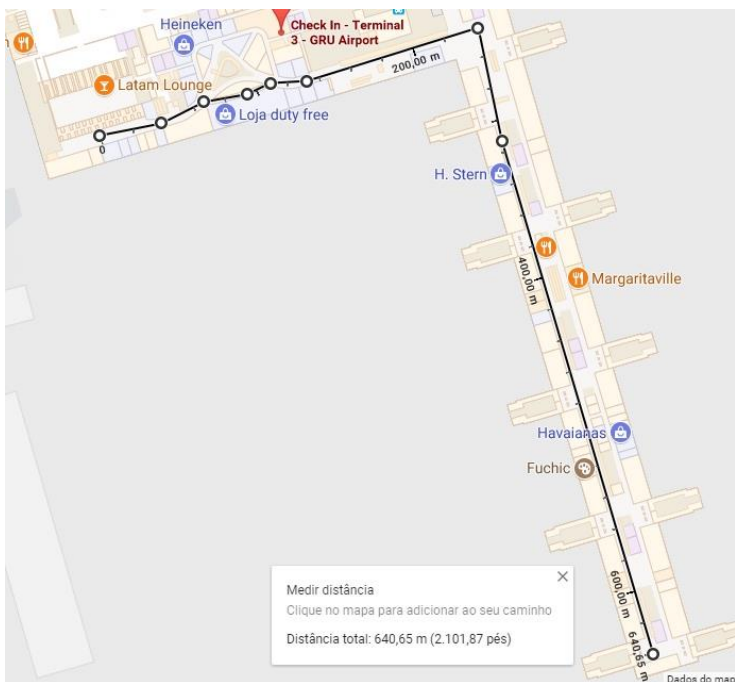 Heineken
Check In - Terminal
3 - GRU Airport
Latam Lounge
200,00 m
Loja duty free
0
H. Stern
400,00 m
Margaritaville
Havaianas
Fuchic
600,00 m
Medir distância
Clique no mapa para adicionar ao seu caminho
Distância total: 640,65 m (2.101,87 pés)
640,65 m
Dados do map